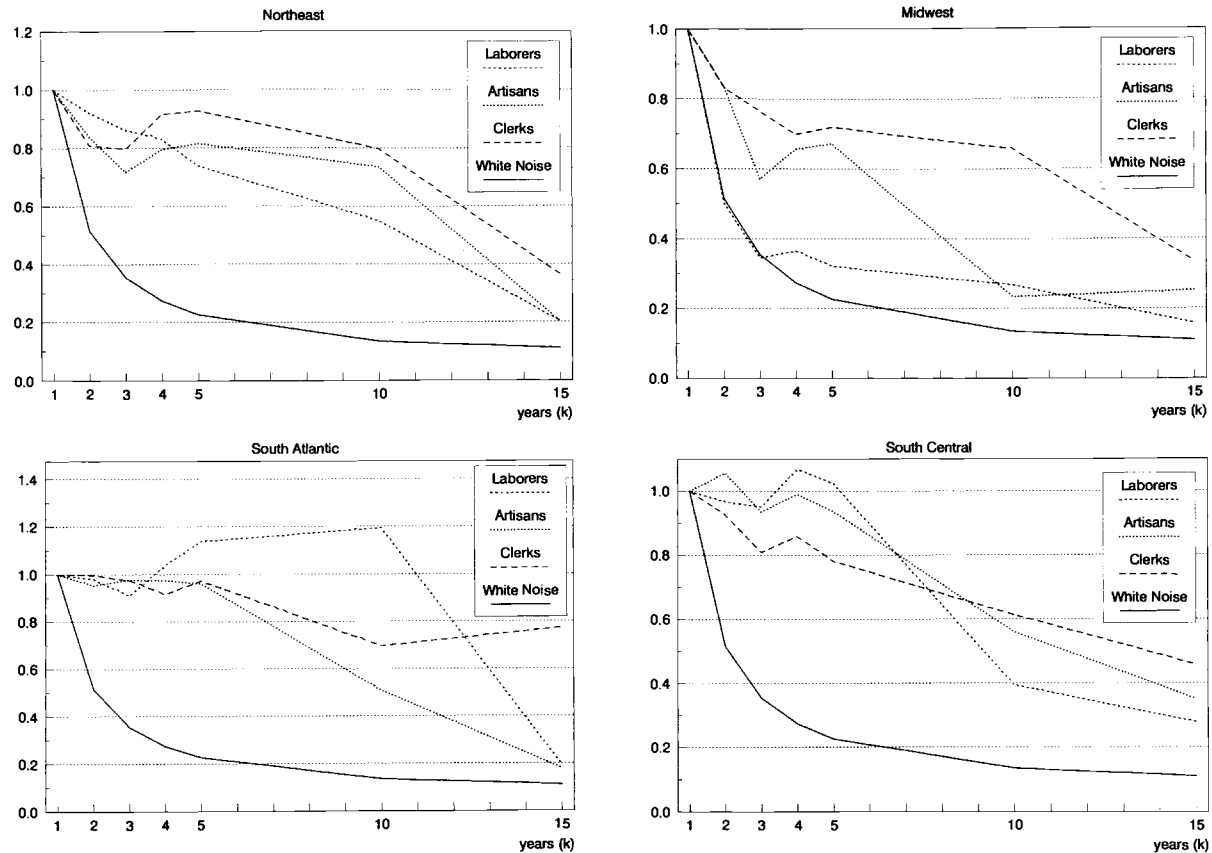 Northeast
1.2
1.0
0.8
0.6
0.4
0.2
0.0
1 2 3 4 5 10 15
years (k)
Laborers
Artisans
Clerks
White Noise
Midwest
1.0
0.8
0.6
0.4
0.2
0.0
1 2 3 4 5 10 15
years (k)
Laborers
Artisans
Clerks
White Noise
South Atlantic
1.4
1.2
1.0
0.8
0.6
0.4
0.2
0.0
1 2 3 4 5 10 15
years (k)
Laborers
Artisans
Clerks
White Noise
South Central
1.0
0.8
0.6
0.4
0.2
0.0
1 2 3 4 5 10 15
years (k)
Laborers
Artisans
Clerks
White Noise